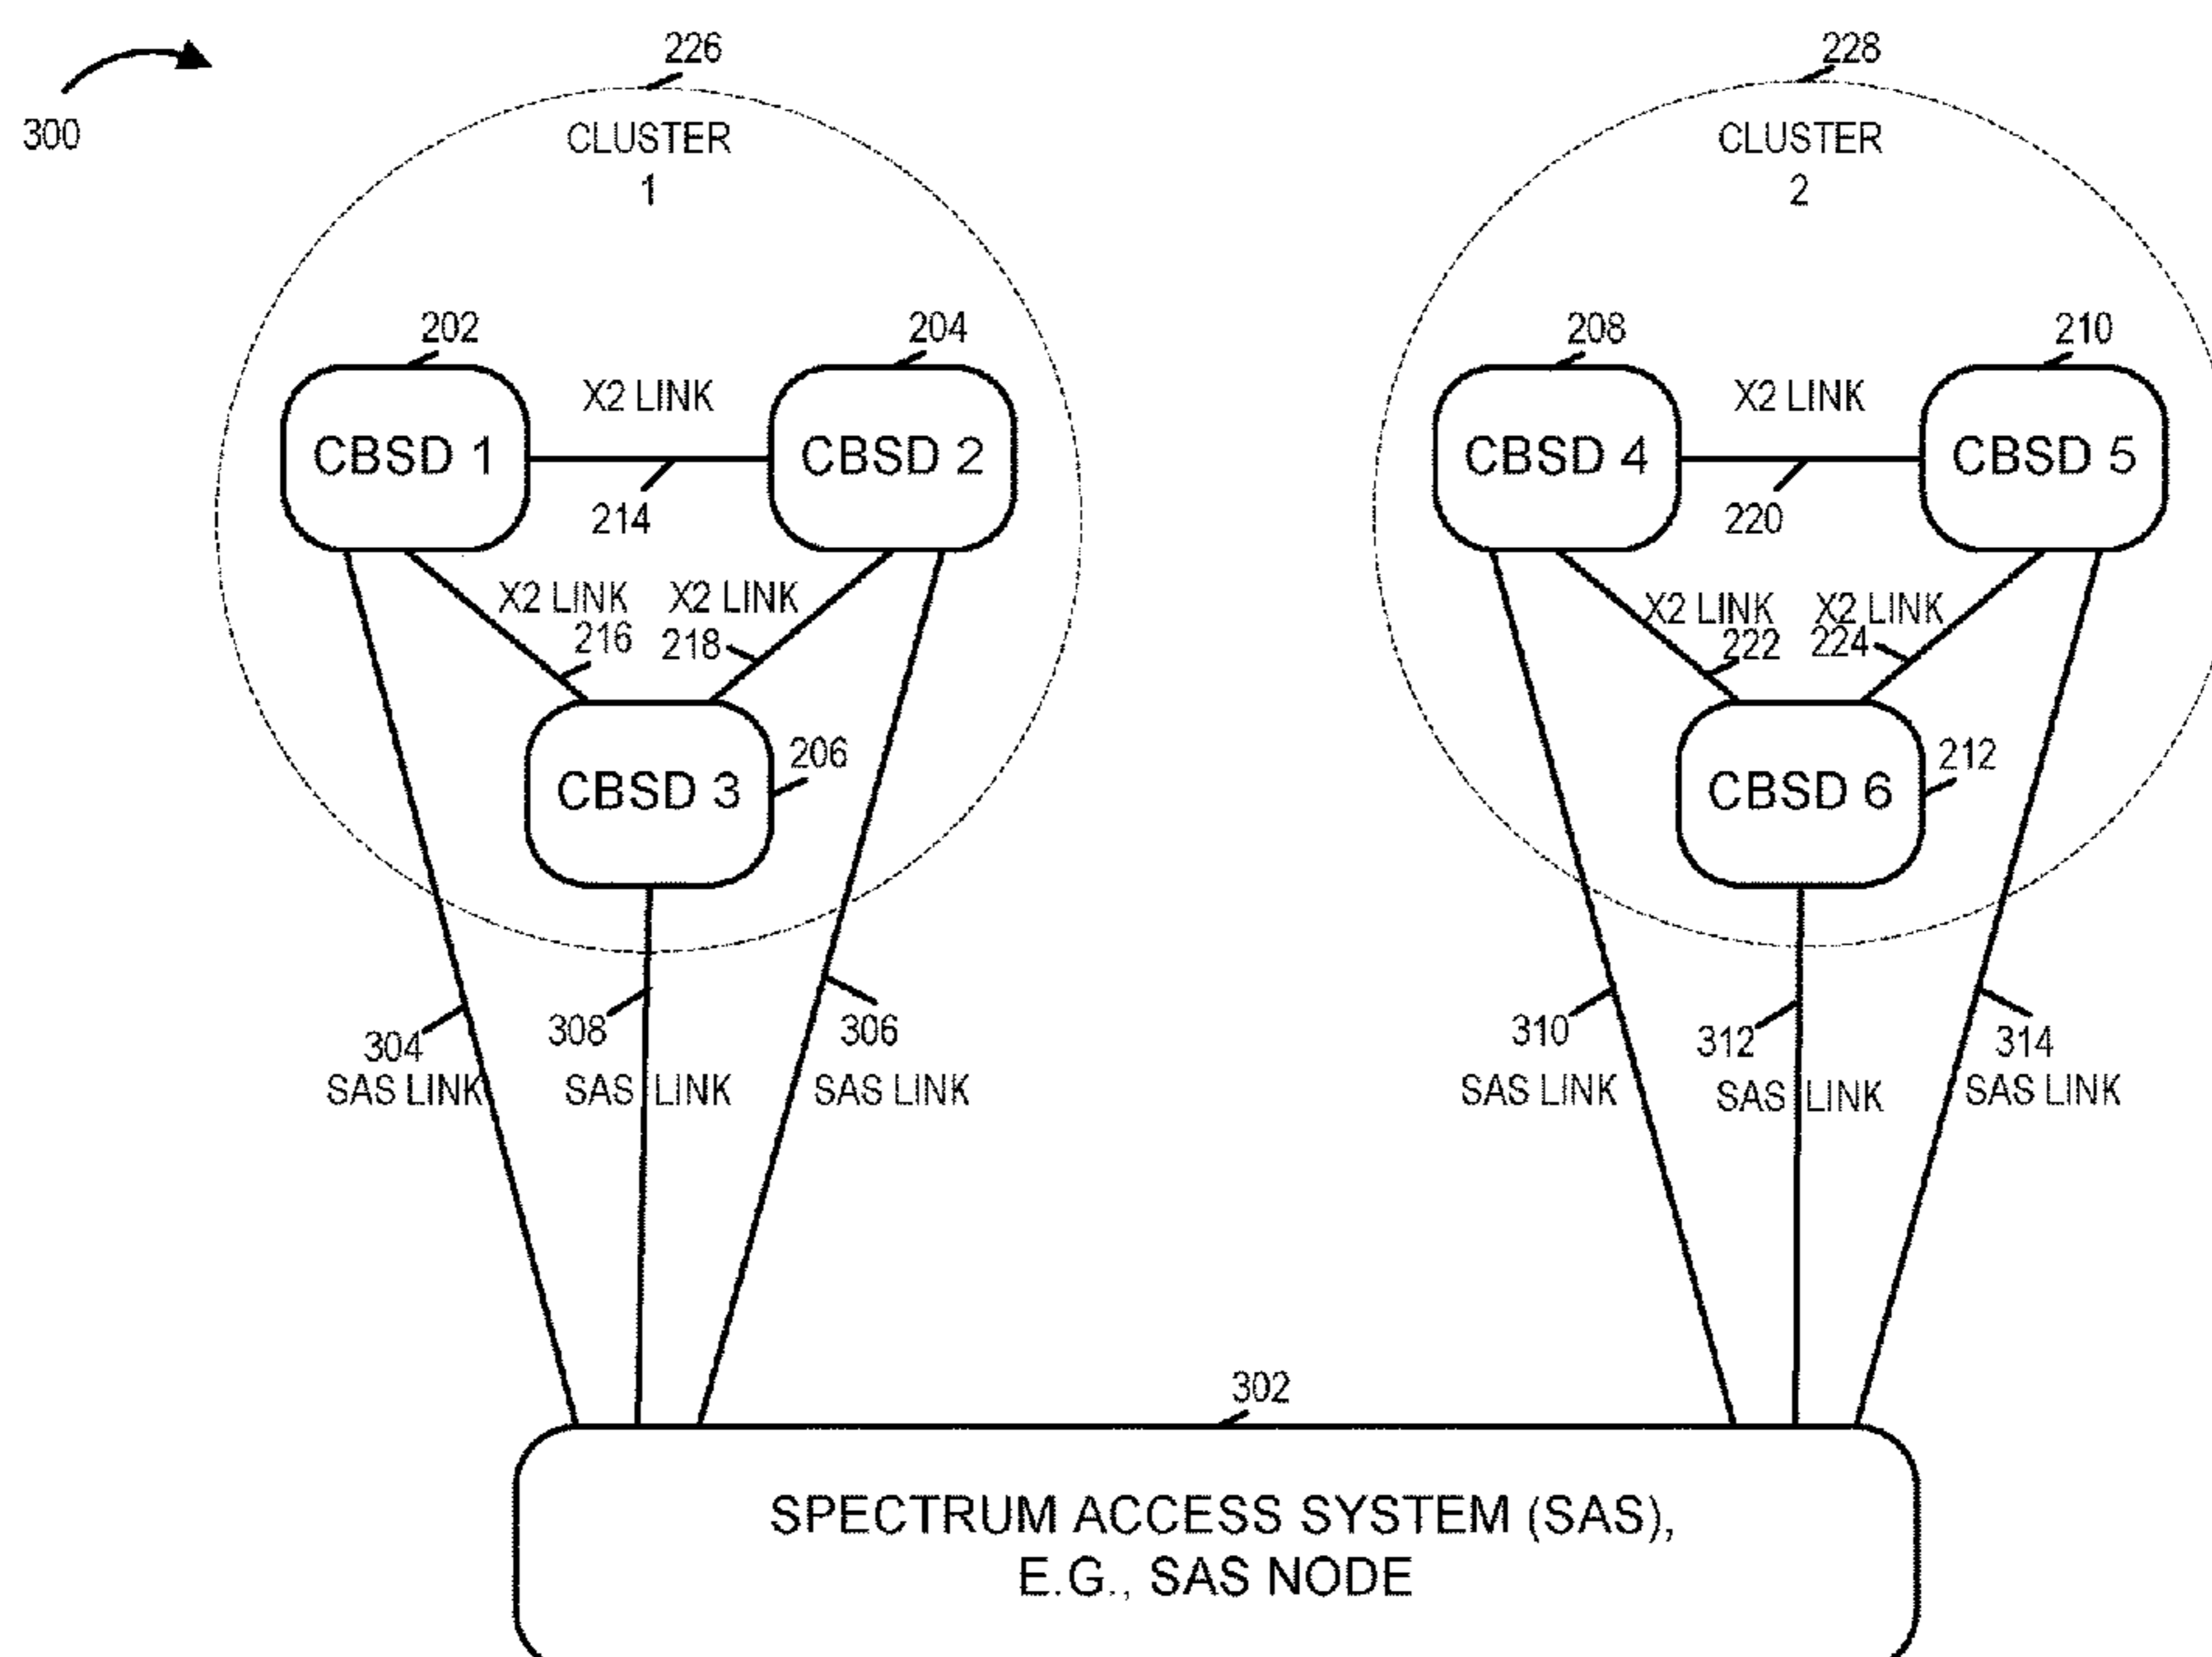 300
226
CLUSTER
1
228
CLUSTER
2
202
204
X2 LINK
CBSD 1
CBSD 2
214
X2 LINK
216
X2 LINK
218
206
CBSD 3
208
210
X2 LINK
CBSD 4
CBSD 5
220
X2 LINK
222
X2 LINK
224
212
CBSD 6
304
SAS LINK
308
SAS LINK
306
SAS LINK
310
SAS LINK
312
SAS LINK
314
SAS LINK
302
SPECTRUM ACCESS SYSTEM (SAS),
E.G., SAS NODE